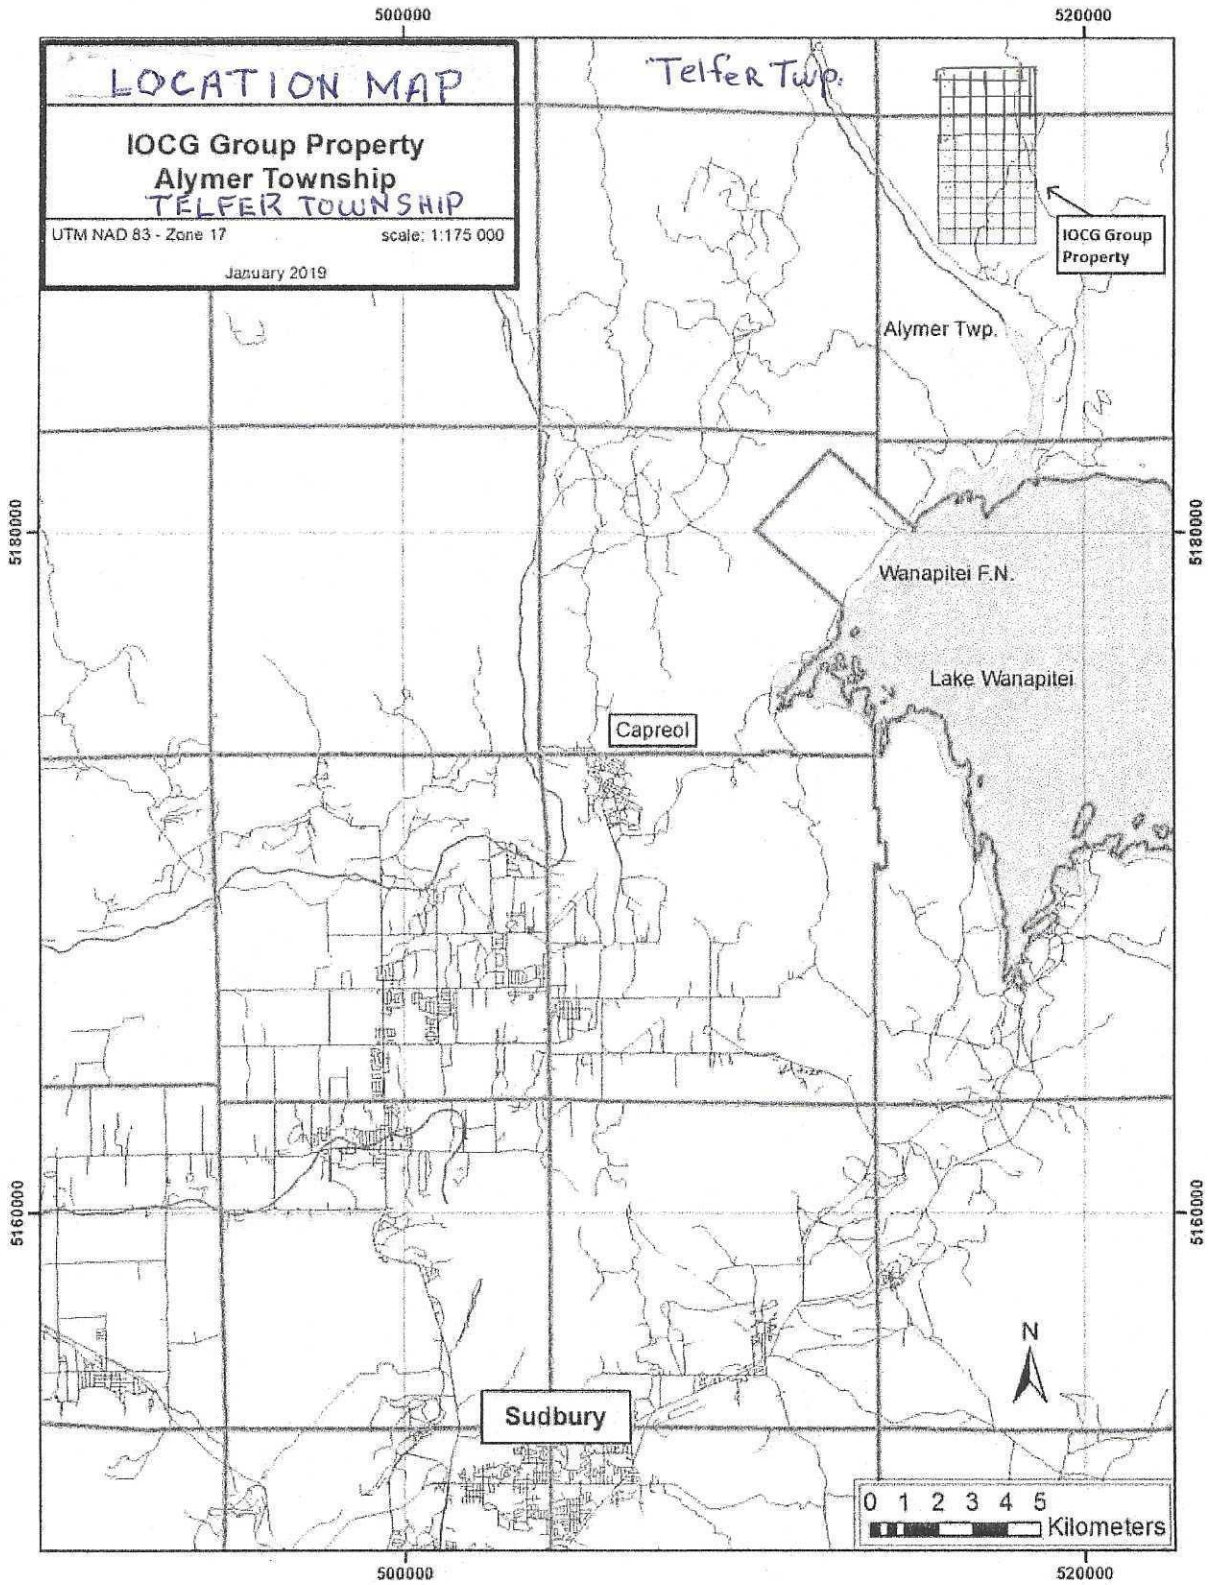 500000
520000
LOCATION MAP
IOCG Group Property
Alymer Township
TELFER TOWNSHIP
UTM NAD 83 - Zone 17
scale: 1:175 000
January 2019
Telfer Twp.
IOCG Group
Property
Alymer Twp.
5180000
5180000
Wanapitei F.N.
Lake Wanapitei
Capreol
5160000
5160000
N
Sudbury
0 1 2 3 4 5
Kilometers
500000
520000